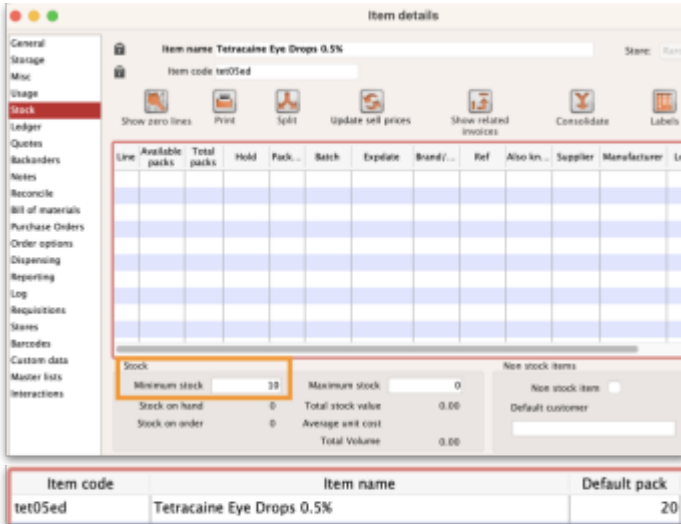 Item details
General
Storage
Misc
Usage
Stock
Ledger
Quotes
Backorders
Notes
Reconcile
Bill of materials
Purchase Orders
Order options
Dispensing
Reporting
Log
Requisitions
Stores
Barcodes
Custom data
Master lists
Interactions
Item name Tetracaine Eye Drops 0.5% Store:
Item code tet05ed
Show zero lines Print Split Update sell prices Show related invoices Consolidate Labels
Line Available packs Total packs Hold Pack... Batch Expdate Brand/... Ref Also kn... Supplier Manufacturer
Stock Non stock items
Minimum stock 10 Maximum stock 0 Non stock item
Stock on hand 0 Total stock value 0.00 Default customer
Stock on order 0 Average unit cost
Total Volume 0.00
Item code Item name Default pack
tet05ed Tetracaine Eye Drops 0.5% 20